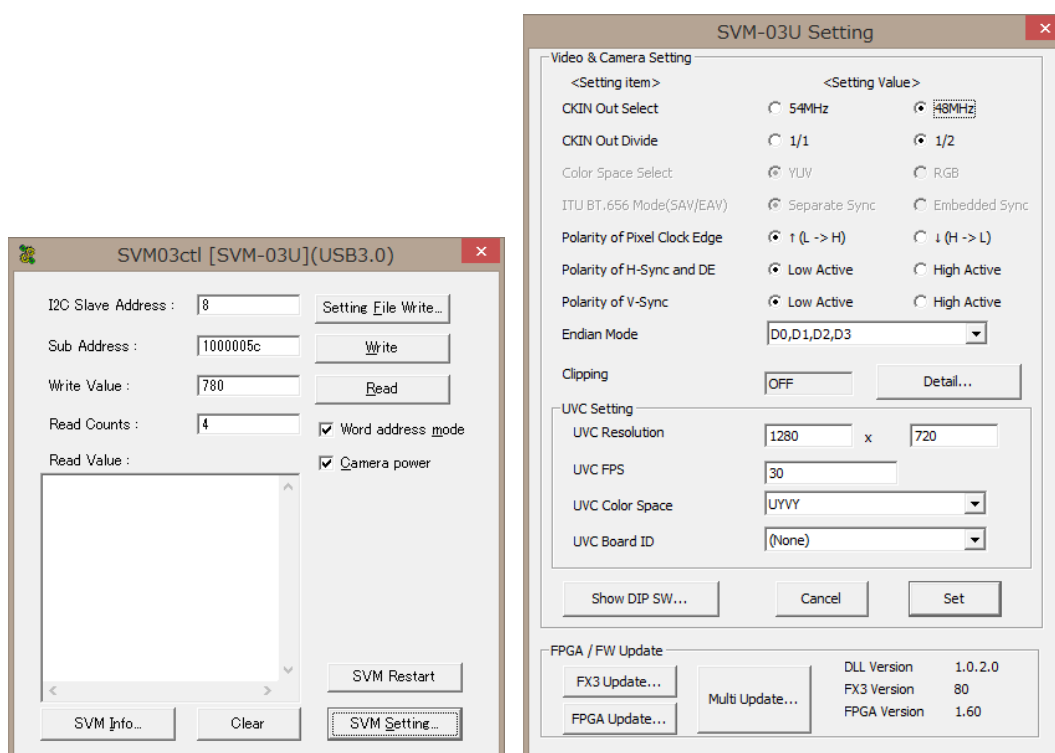 SVM03ctl [SVM-03U](USB3.0)
I2C Slave Address : 8 Setting File Write...
Sub Address : 1000005c Write
Write Value : 780 Read
Read Counts : 4 Word address mode
Read Value : Camera power
SVM Restart
SVM Info... Clear SVM Setting...
SVM-03U Setting
Video & Camera Setting
<Setting item> <Setting Value>
CKIN Out Select 54MHz 48MHz
CKIN Out Divide 1/1 1/2
Color Space Select YUV RGB
ITU BT.656 Mode(SAV/EAV) Separate Sync Embedded Sync
Polarity of Pixel Clock Edge ↑ (L -> H) ↓ (H -> L)
Polarity of H-Sync and DE Low Active High Active
Polarity of V-Sync Low Active High Active
Endian Mode D0,D1,D2,D3
Clipping OFF Detail...
UVC Setting
UVC Resolution 1280 x 720
UVC FPS 30
UVC Color Space UYVY
UVC Board ID (None)
Show DIP SW... Cancel Set
FPGA / FW Update
FX3 Update... Multi Update... DLL Version 1.0.2.0
FX3 Version 80
FPGA Update... FPGA Version 1.60